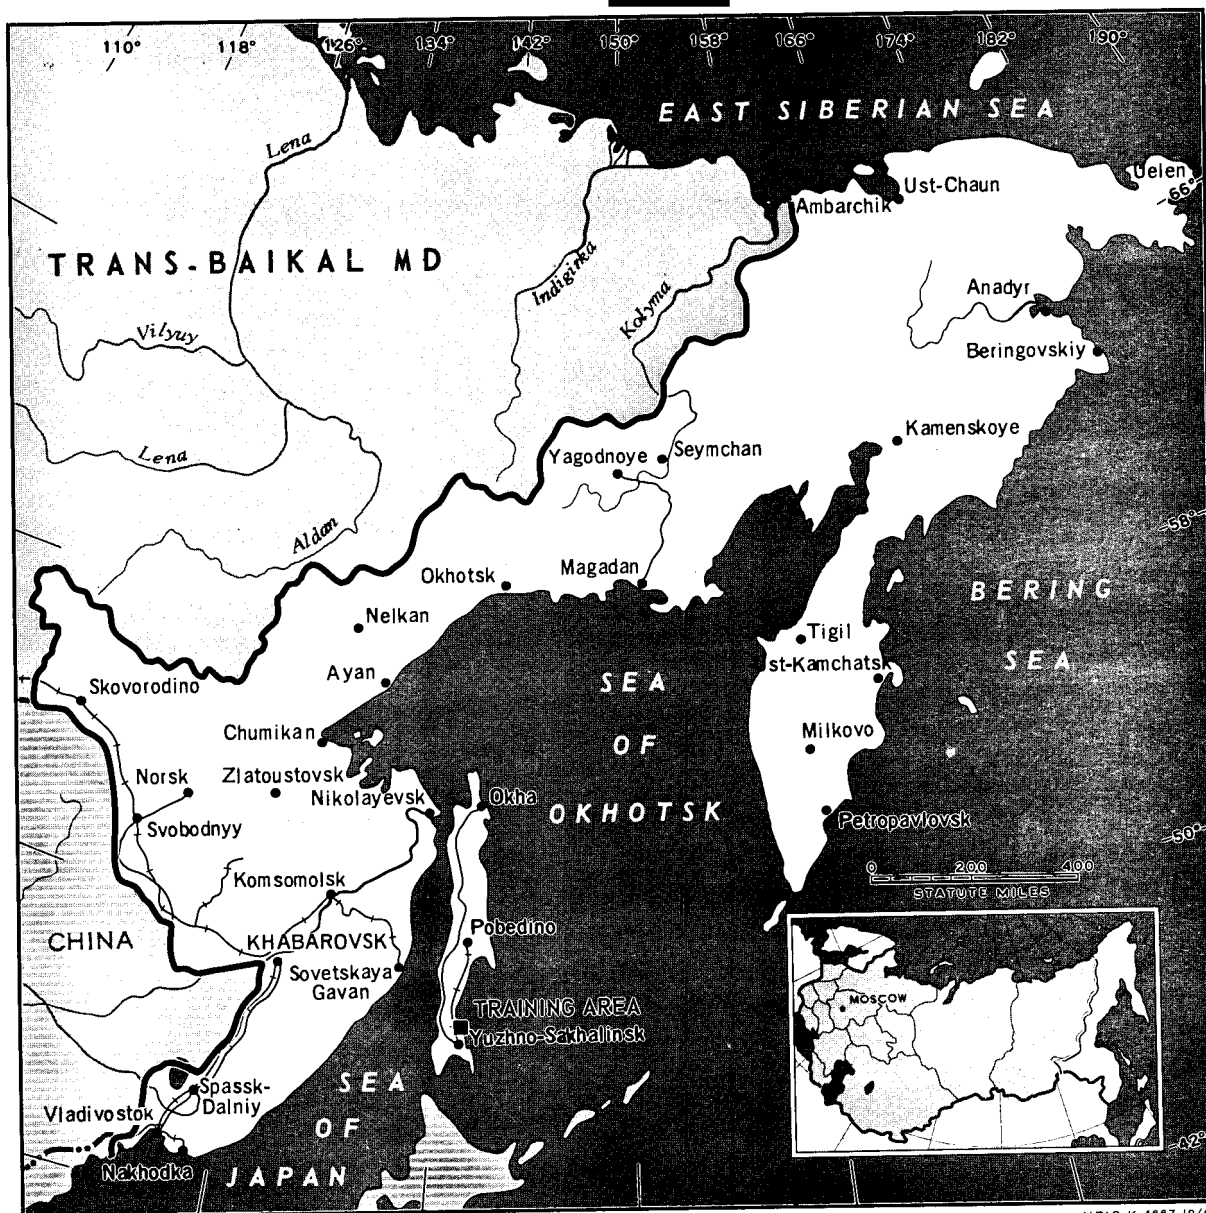 110° 118° 126° 134° 142° 150° 158° 166° 174° 182° 190°
EAST SIBERIAN SEA
Lena
Uelen
66°
Ust-Chaun
Ambarchik
TRANS-BAIKAL MD
Indigirka
Kolyma
Anadyr
Vilyuy
Beringovskiy
Kamenskoye
Yagodnoye
Seymchan
Lena
58°
Aldan
Magadan
Okhotsk
BERING
SEA
Nelkan
Tigil
st-Kamchatsk
Ayan
SEA
OF
OKHOTSK
Skovorodino
Chumikan
Milkovo
Norsk
Zlatoustovsk
Nikolayevsk
Okha
Svobodnyy
Petropavlovsk
50°
0 200 400
STATUTE MILES
Komsomolsk
CHINA
KHABAROVSK
Pobedino
Sovetskaya
Gavan
MOSCOW
TRAINING AREA
Yuzhno-Sakhalinsk
SEA
OF
JAPAN
Spassk-
Dalniy
Vladivostok
Nakhodka
42°